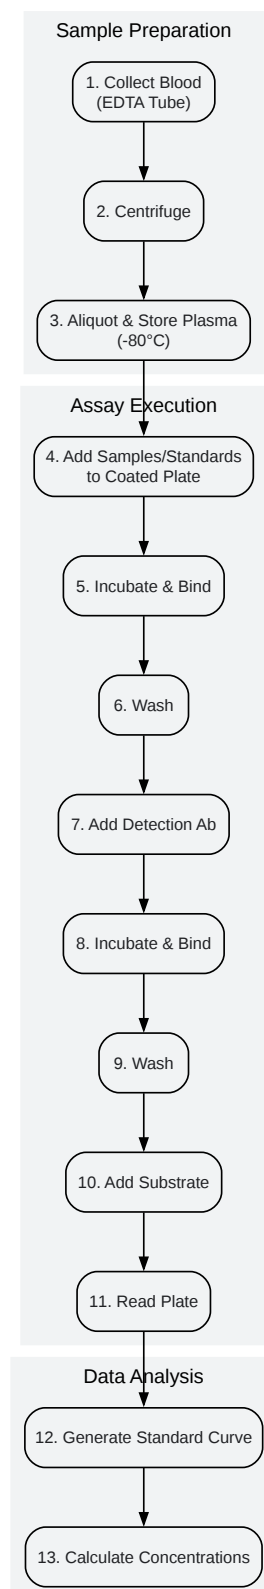 Sample Preparation
1. Collect Blood
(EDTA Tube)
2. Centrifuge
3. Aliquot & Store Plasma
(-80°C)
Assay Execution
4. Add Samples/Standards
to Coated Plate
5. Incubate & Bind
6. Wash
7. Add Detection Ab
8. Incubate & Bind
9. Wash
10. Add Substrate
11. Read Plate
Data Analysis
12. Generate Standard Curve
13. Calculate Concentrations